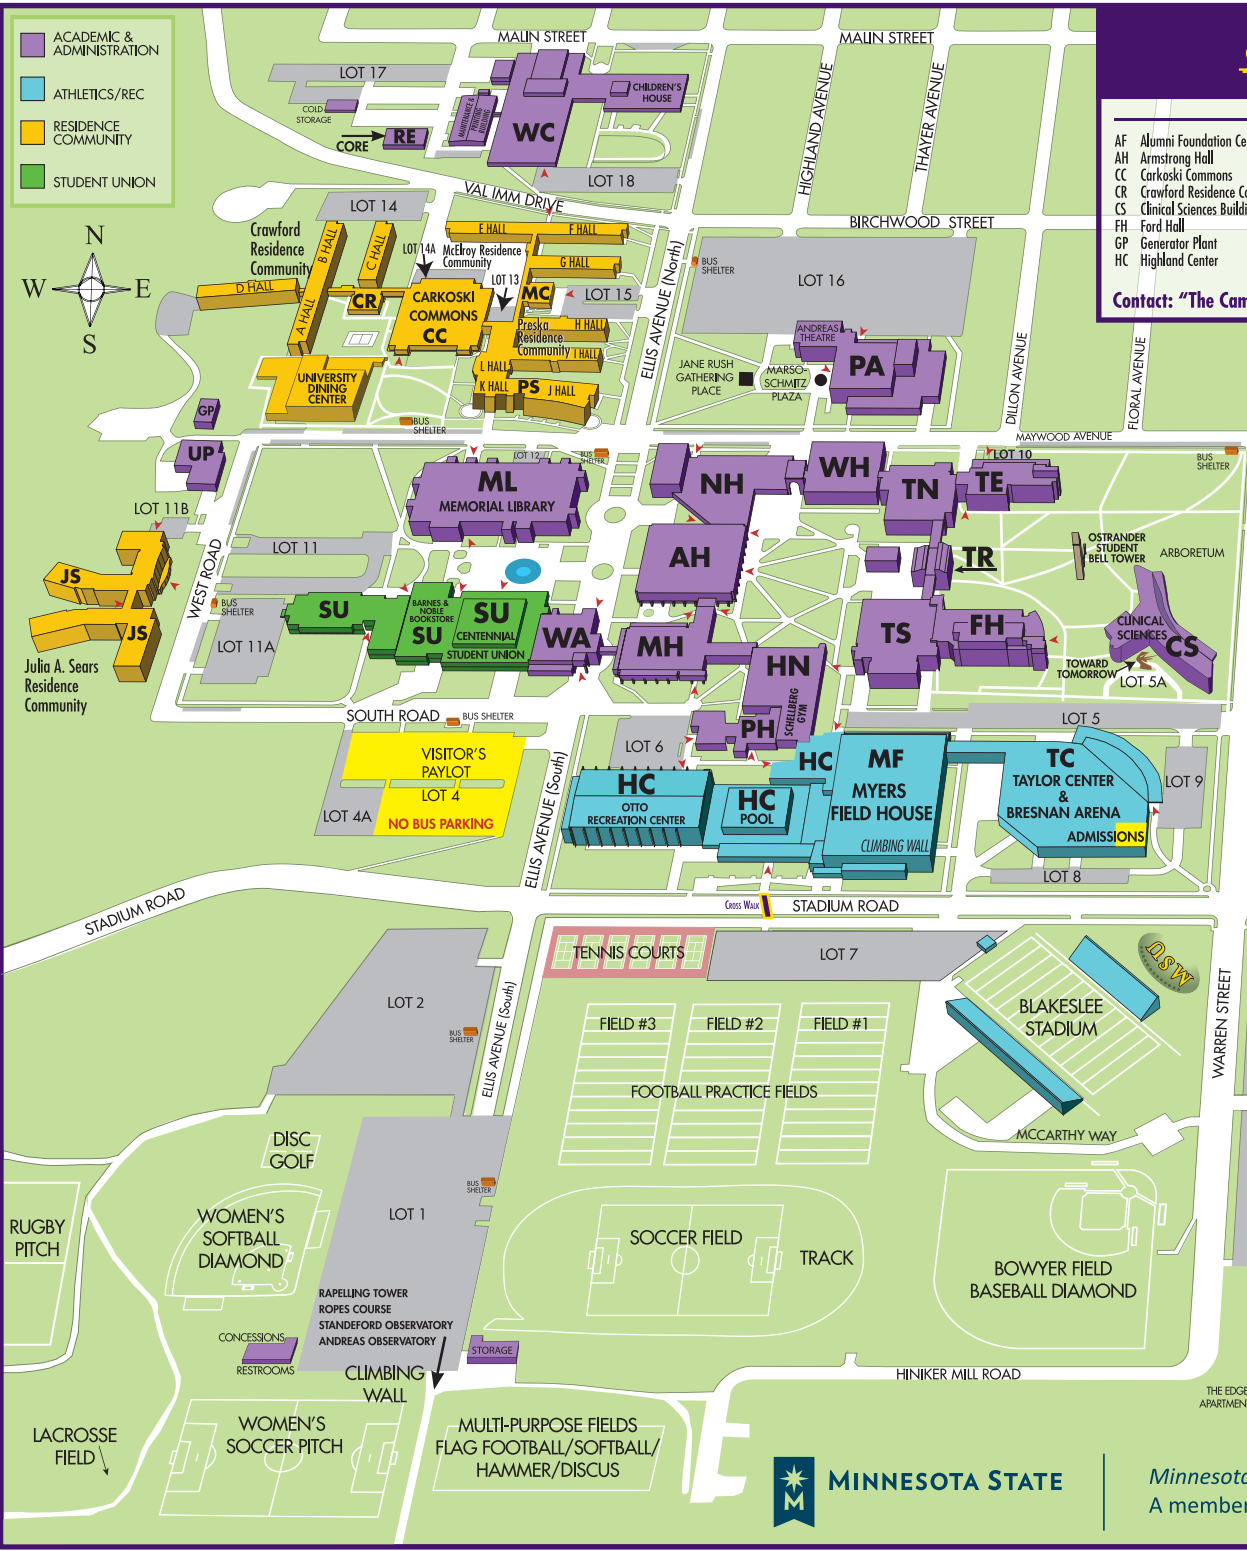 ACADEMIC &
ADMINISTRATION
ATHLETICS/REC
RESIDENCE
COMMUNITY
STUDENT UNION
N
W
E
S
MALIN STREET
MALIN STREET
LOT 17
COLD
STORAGE
CORE
RE
MAINTENANCE &
PRINTING
BUILDING
WC
CHILDREN'S
HOUSE
LOT 18
VAL IMM DRIVE
HIGHLAND AVENUE
THAYER AVENUE
BIRCHWOOD STREET
AF Alumni Foundation Ce
AH Armstrong Hall
CC Carkoski Commons
CR Crawford Residence Co
CS Clinical Sciences Buildi
FH Ford Hall
GP Generator Plant
HC Highland Center
Contact: “The Cam
LOT 14
Crawford
Residence
Community
B HALL
C HALL
A HALL
D HALL
CR
LOT 14A
McElroy Residence
Community
E HALL
F HALL
G HALL
LOT 13
MC
LOT 15
CARKOSKI
COMMONS
CC
Preska
Residence
Community
H HALL
I HALL
L HALL
K HALL
PS
J HALL
UNIVERSITY
DINING
CENTER
BUS
SHELTER
ELLIS AVENUE (North)
BUS
SHELTER
LOT 16
ANDREAS
THEATRE
PA
JANE RUSH
GATHERING
PLACE
MARSO-
SCHMITZ
PLAZA
DILLON AVENUE
FLORAL AVENUE
MAYWOOD AVENUE
GP
UP
LOT 12
BUS
SHELTER
ML
MEMORIAL LIBRARY
NH
WH
TN
TE
LOT 10
BUS
SHELTER
LOT 11B
WEST ROAD
LOT 11
AH
TR
OSTRANDER
STUDENT
BELL TOWER
ARBORETUM
JS
JS
Julia A. Sears
Residence
Community
BUS
SHELTER
LOT 11A
SU
BARNES &
NOBLE
BOOKSTORE
SU
SU
CENTENNIAL
STUDENT UNION
WA
MH
HN
SCHELLBERG
GYM
PH
TS
FH
CLINICAL
SCIENCES
CS
TOWARD
TOMORROW
LOT 5A
SOUTH ROAD
BUS SHELTER
LOT 5
VISITOR'S
PAYLOT
LOT 4
NO BUS PARKING
LOT 4A
ELLIS AVENUE (South)
LOT 6
HC
OTTO
RECREATION CENTER
HC
POOL
HC
MF
MYERS
FIELD HOUSE
CLIMBING WALL
TC
TAYLOR CENTER
&
BRESNAN ARENA
ADMISSIONS
LOT 9
LOT 8
STADIUM ROAD
CROSS WALK
STADIUM ROAD
TENNIS COURTS
LOT 7
MSU
BLAKESLEE
STADIUM
WARREN STREET
LOT 2
BUS
SHELTER
ELLIS AVENUE (South)
FIELD #3
FIELD #2
FIELD #1
FOOTBALL PRACTICE FIELDS
MCCARTHY WAY
DISC
GOLF
BUS
SHELTER
LOT 1
RUGBY
PITCH
WOMEN'S
SOFTBALL
DIAMOND
SOCCER FIELD
TRACK
BOWYER FIELD
BASEBALL DIAMOND
RAPELLING TOWER
ROPES COURSE
STANDEFORD OBSERVATORY
ANDREAS OBSERVATORY
CONCESSIONS
RESTROOMS
STORAGE
CLIMBING
WALL
HINIKER MILL ROAD
THE EDGE
APARTMEN
LACROSSE
FIELD
WOMEN'S
SOCCER PITCH
MULTI-PURPOSE FIELDS
FLAG FOOTBALL/SOFTBALL/
HAMMER/DISCUS
M
MINNESOTA STATE
Minnesota
A member